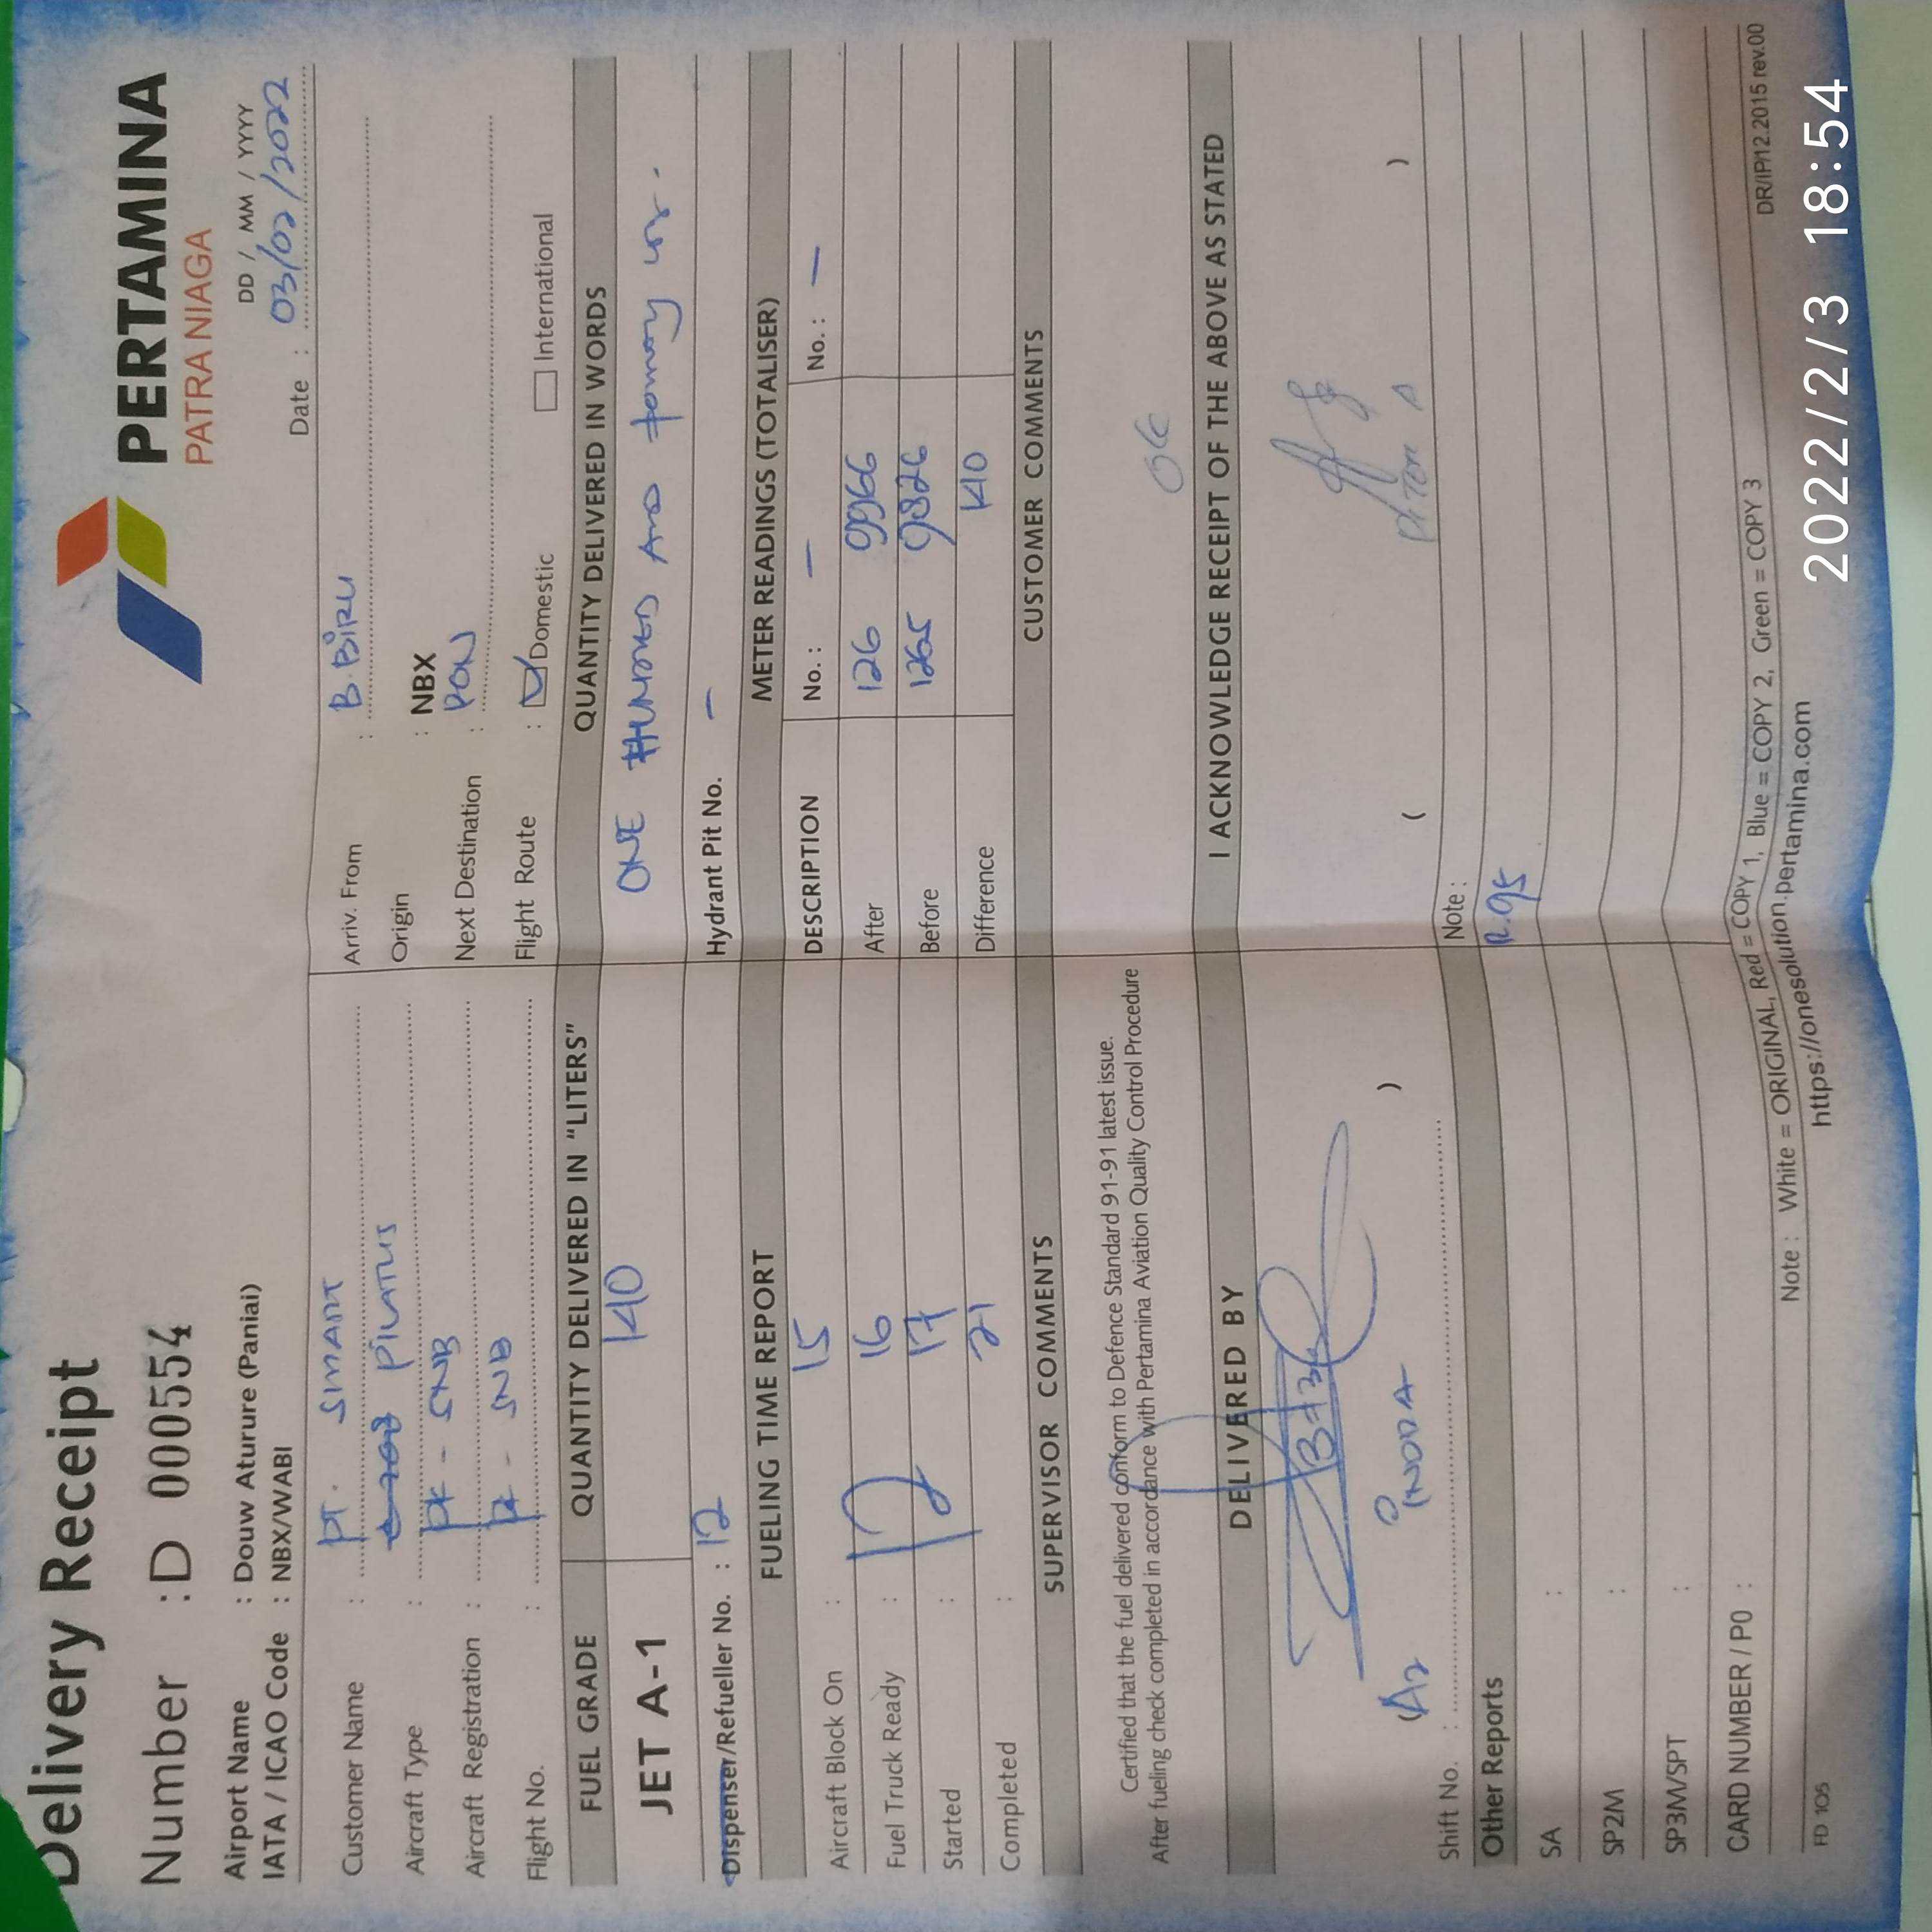 Delivery Receipt
PERTAMINA
PATRA NIAGA
Number : D 000554
Airport Name : Douw Aturure (Paniai)
IATA / ICAO Code : NBX/WABI
DD / MM / YYYY
Date : 03/02/2022
Customer Name : PT. SMART
Aircraft Type : PILATUS
Aircraft Registration : PK - SNB
Flight No. : PK - SNB
Arriv. From : B. BIRU
Origin : NBX
Next Destination :
Flight Route : Domestic International
FUEL GRADE QUANTITY DELIVERED IN "LITERS" QUANTITY DELIVERED IN WORDS
JET A-1 140 ONE HUNDRED AND
Dispenser/Refueller No. : 12 Hydrant Pit No. -
FUELING TIME REPORT METER READINGS (TOTALISER)
Aircraft Block On : 15
Fuel Truck Ready : 16
Started : 17
Completed : 21
12
DESCRIPTION No. : - No. : -
After 126 9966
Before 1265 9826
Difference 140
SUPERVISOR COMMENTS CUSTOMER COMMENTS
Certified that the fuel delivered conform to Defence Standard 91-91 latest issue.
After fueling check completed in accordance with Pertamina Aviation Quality Control Procedure
DELIVERED BY I ACKNOWLEDGE RECEIPT OF THE ABOVE AS STATED
( )
( )
Shift No. :
Note :
Other Reports
R.95
SA :
SP2M :
SP3M/SPT :
CARD NUMBER / PO :
Note : White = ORIGINAL, Red = COPY 1, Blue = COPY 2, Green = COPY 3
FD 105
https://onesolution.pertamina.com
DR/IP/12.2015 rev.00
2022/2/3 18:54